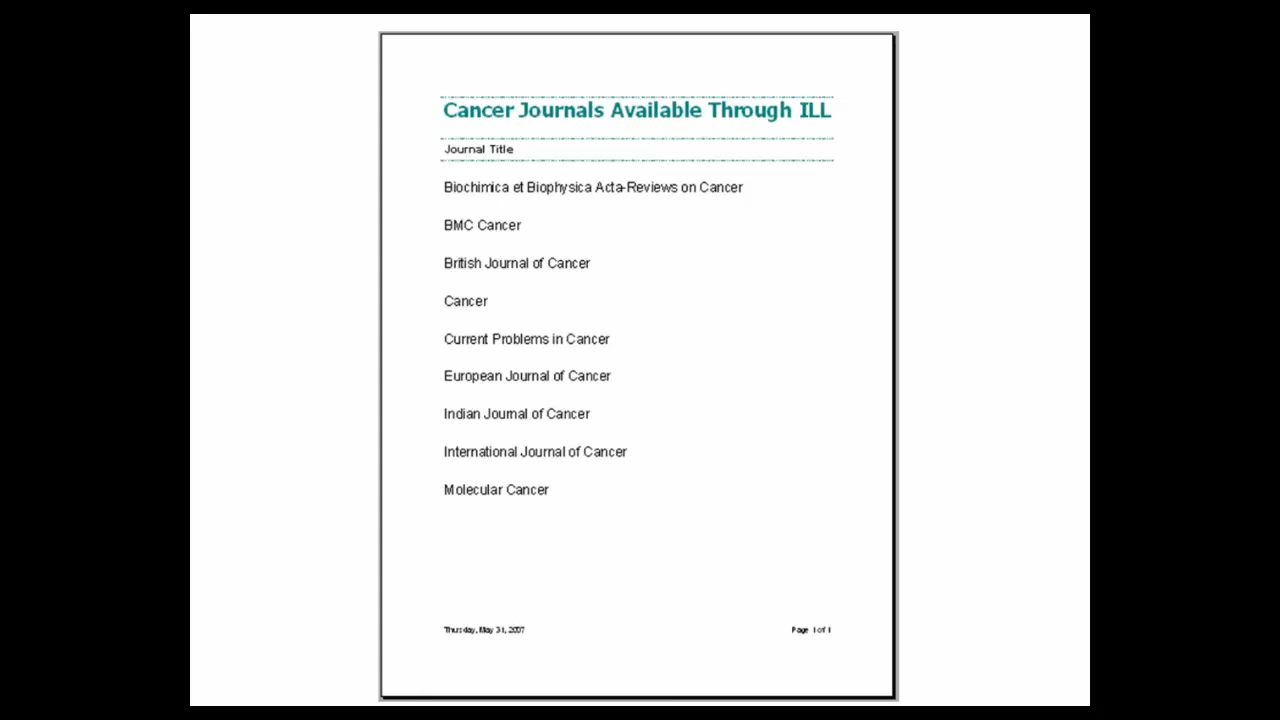 Cancer Journals Available Through ILL
Journal Title
Biochimica et Biophysica Acta-Reviews on Cancer
BMC Cancer
British Journal of Cancer
Cancer
Current Problems in Cancer
European Journal of Cancer
Indian Journal of Cancer
International Journal of Cancer
Molecular Cancer
Thursday, May 31, 2007 Page 1 of 1